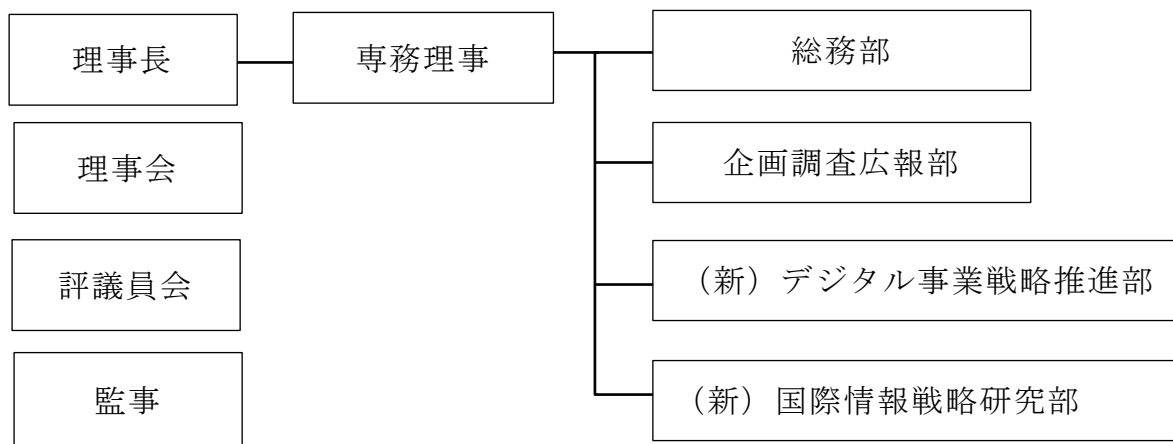 理事長
専務理事
総務部
理事会
企画調査広報部
評議員会
(新)デジタル事業戦略推進部
監事
(新)国際情報戦略研究部